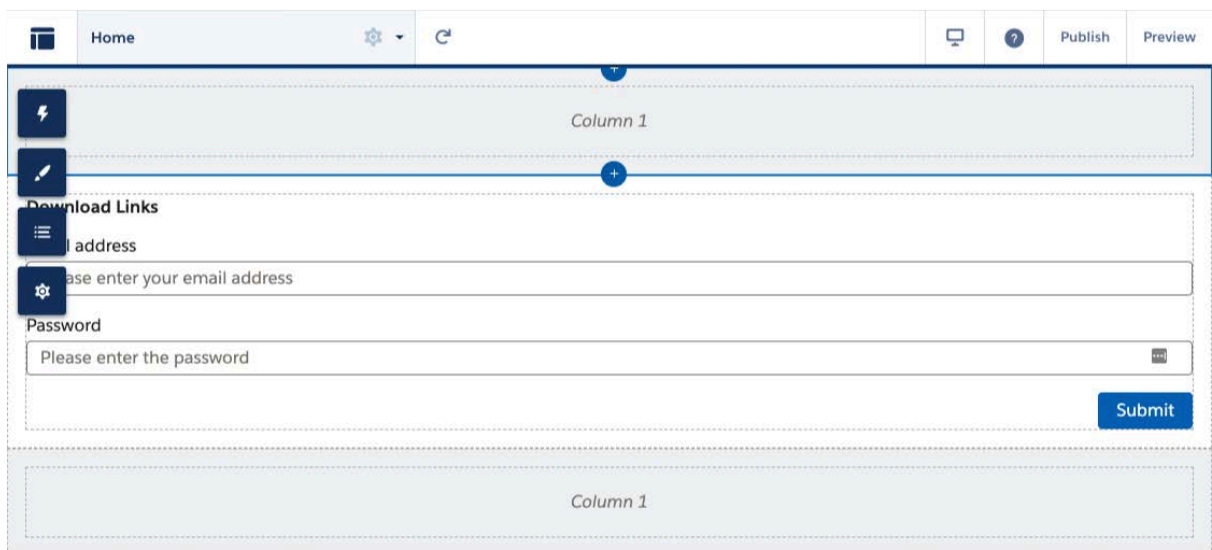 Home
? Publish Preview
Column 1
Download Links
address
ase enter your email address
Password
Please enter the password
Submit
Column 1